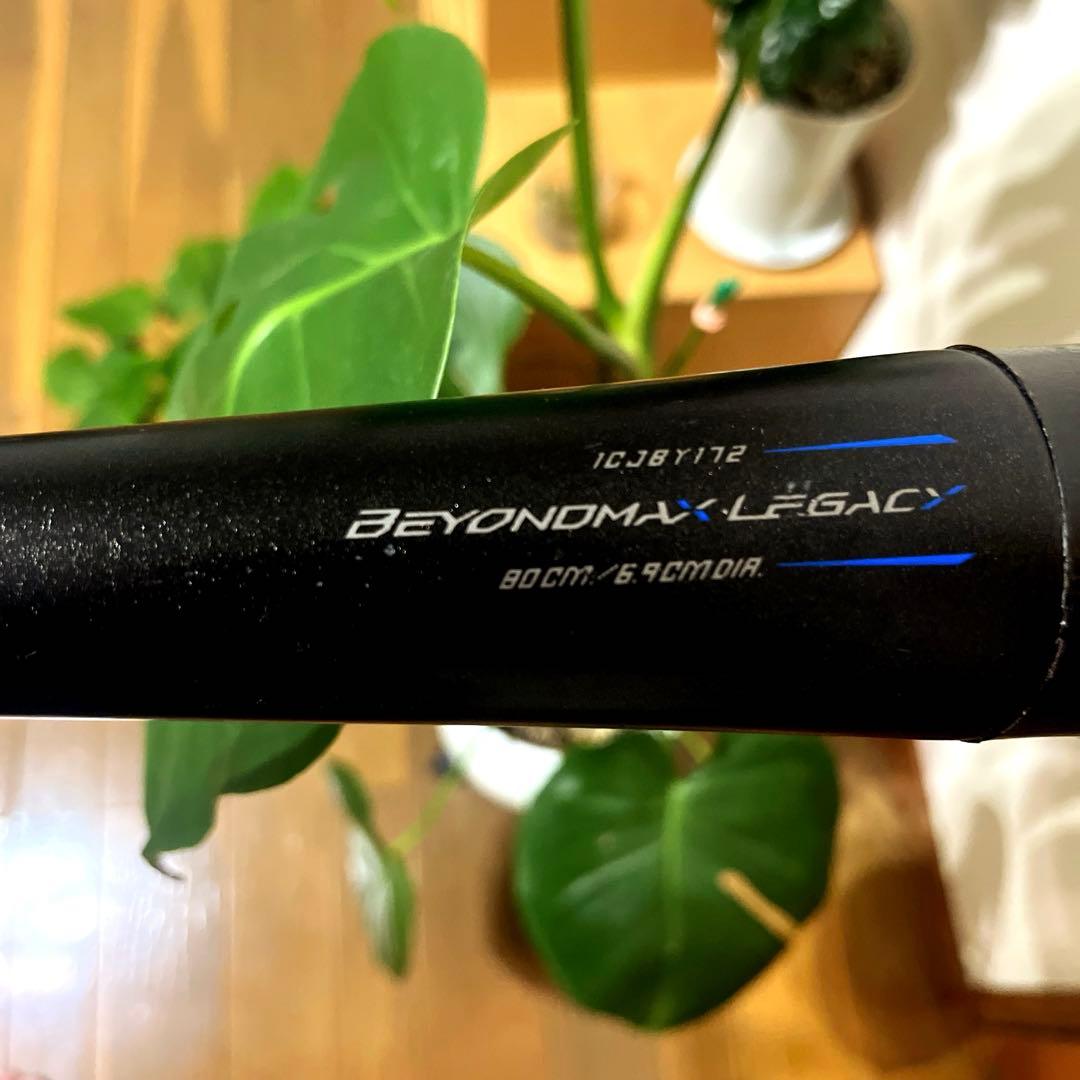 1CJBY172
BEYONDMAX LEGACY
80CM/6.9CMDIA.